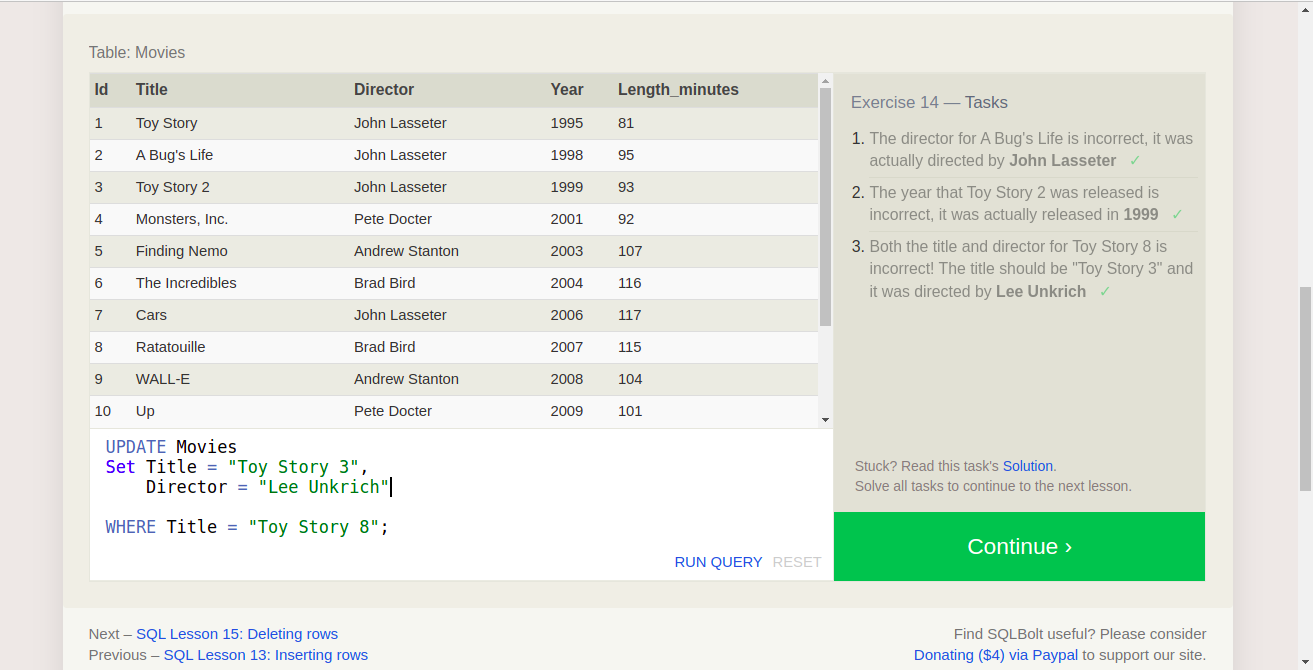 Table: Movies
Id Title Director Year Length_minutes
1 Toy Story John Lasseter 1995 81
2 A Bug's Life John Lasseter 1998 95
3 Toy Story 2 John Lasseter 1999 93
4 Monsters, Inc. Pete Docter 2001 92
5 Finding Nemo Andrew Stanton 2003 107
6 The Incredibles Brad Bird 2004 116
7 Cars John Lasseter 2006 117
8 Ratatouille Brad Bird 2007 115
9 WALL-E Andrew Stanton 2008 104
10 Up Pete Docter 2009 101
UPDATE Movies
Set Title = "Toy Story 3",
Director = "Lee Unkrich"
WHERE Title = "Toy Story 8";
RUN QUERY RESET
Exercise 14 — Tasks
1. The director for A Bug's Life is incorrect, it was
actually directed by John Lasseter ✓
2. The year that Toy Story 2 was released is
incorrect, it was actually released in 1999 ✓
3. Both the title and director for Toy Story 8 is
incorrect! The title should be "Toy Story 3" and
it was directed by Lee Unkrich ✓
Stuck? Read this task's Solution.
Solve all tasks to continue to the next lesson.
Continue ›
Next – SQL Lesson 15: Deleting rows
Previous – SQL Lesson 13: Inserting rows
Find SQLBolt useful? Please consider
Donating ($4) via Paypal to support our site.